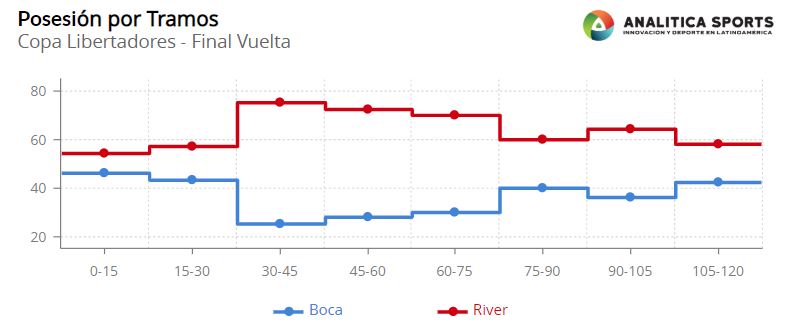 Posesión por Tramos
Copa Libertadores - Final Vuelta
ANALITICA SPORTS
INNOVACIÓN Y DEPORTE EN LATINOAMÉRICA
80
60
40
20
0-15 15-30 30-45 45-60 60-75 75-90 90-105 105-120
Boca River